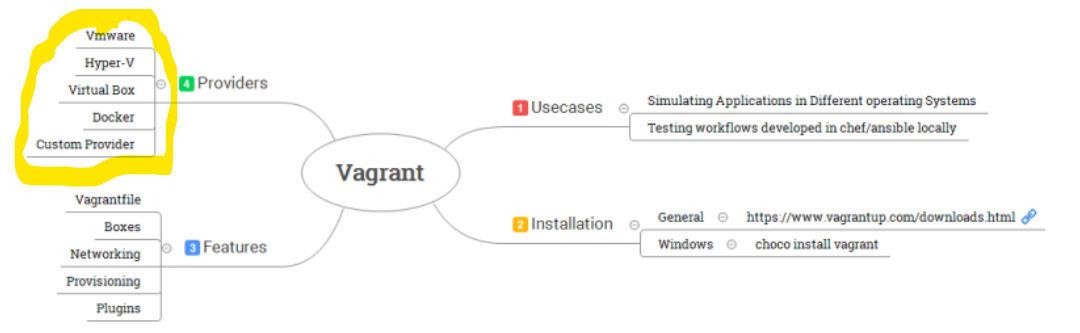 Vagrant
1 Usecases
Simulating Applications in Different operating Systems
Testing workflows developed in chef/ansible locally
2 Installation
General
https://www.vagrantup.com/downloads.html
Windows
choco install vagrant
3 Features
Vagrantfile
Boxes
Networking
Provisioning
Plugins
4 Providers
Vmware
Hyper-V
Virtual Box
Docker
Custom Provider